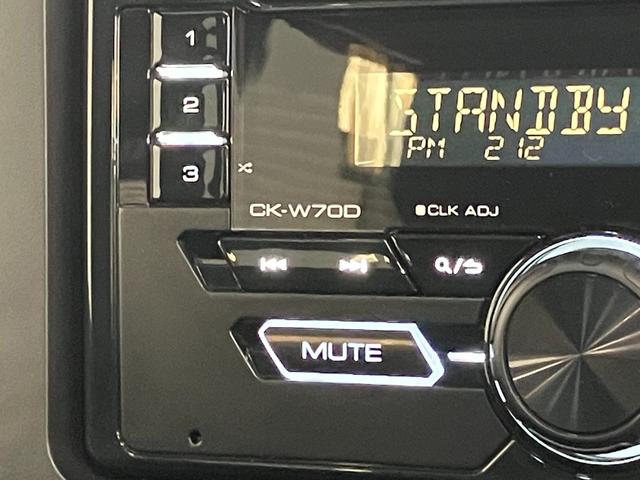 1
2
3
STANDBY
PM 2 12
CK-W70D
CLK ADJ
MUTE